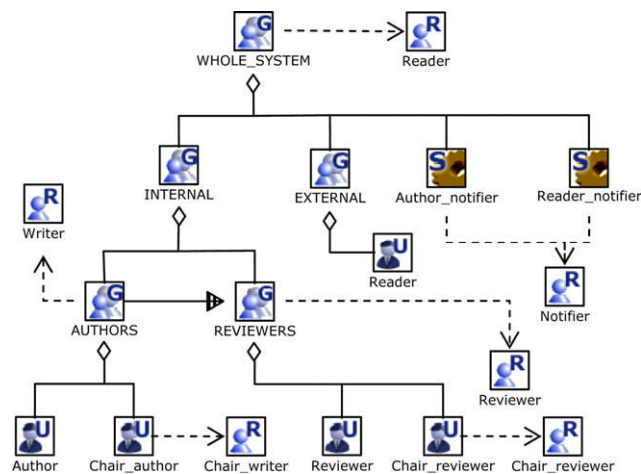 G
R
WHOLE_SYSTEM
Reader
G
G
S
S
INTERNAL
EXTERNAL
Author_notifier
Reader_notifier
R
Writer
U
Reader
R
Notifier
G
G
AUTHORS
REVIEWERS
R
Reviewer
U
U
R
U
U
R
Author
Chair_author
Chair_writer
Reviewer
Chair_reviewer
Chair_reviewer